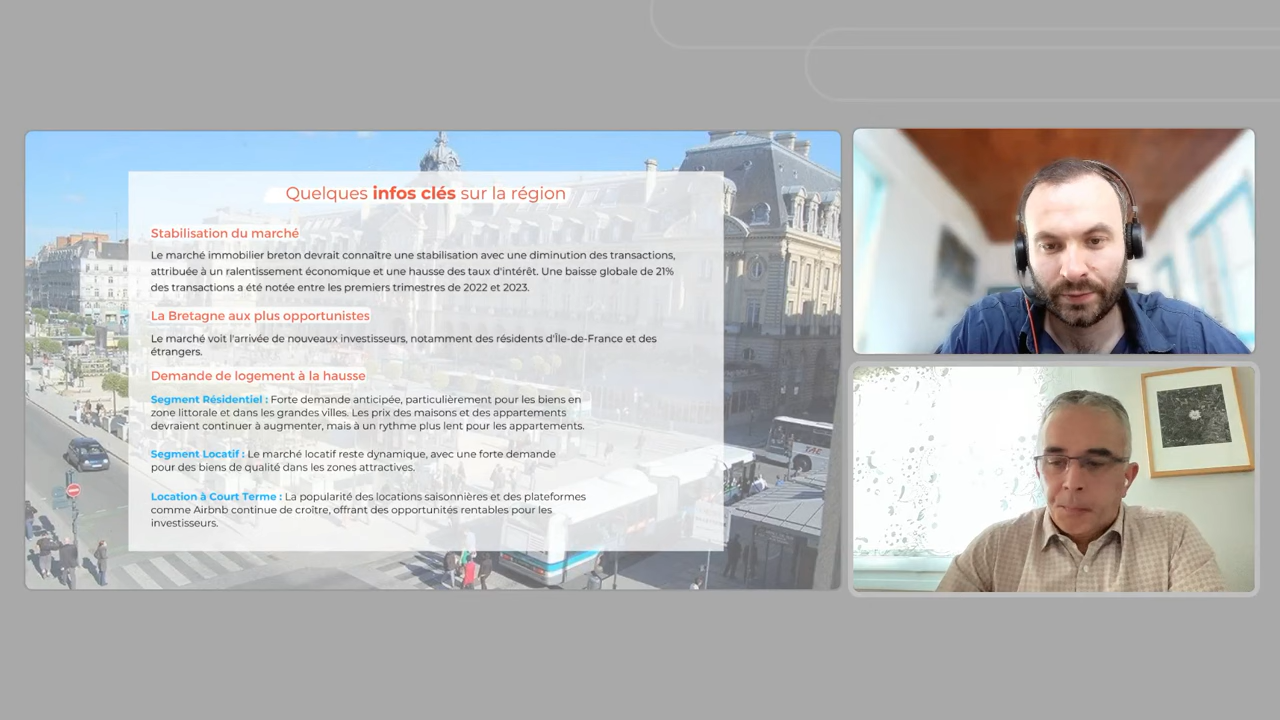 Quelques infos clés sur la région
Stabilisation du marché
Le marché immobilier breton devrait connaître une stabilisation avec une diminution des transactions,
attribuée à un ralentissement économique et une hausse des taux d'intérêt. Une baisse globale de 21%
des transactions a été notée entre les premiers trimestres de 2022 et 2023.
La Bretagne aux plus opportunistes
Le marché voit l'arrivée de nouveaux investisseurs, notamment des résidents d'Île-de-France et des
étrangers.
Demande de logement à la hausse
Segment Résidentiel : Forte demande anticipée, particulièrement pour les biens en
zone littorale et dans les grandes villes. Les prix des maisons et des appartements
devraient continuer à augmenter, mais à un rythme plus lent pour les appartements.
Segment Locatif : Le marché locatif reste dynamique, avec une forte demande
pour des biens de qualité dans les zones attractives.
Location à Court Terme : La popularité des locations saisonnières et des plateformes
comme Airbnb continue de croître, offrant des opportunités rentables pour les
investisseurs.